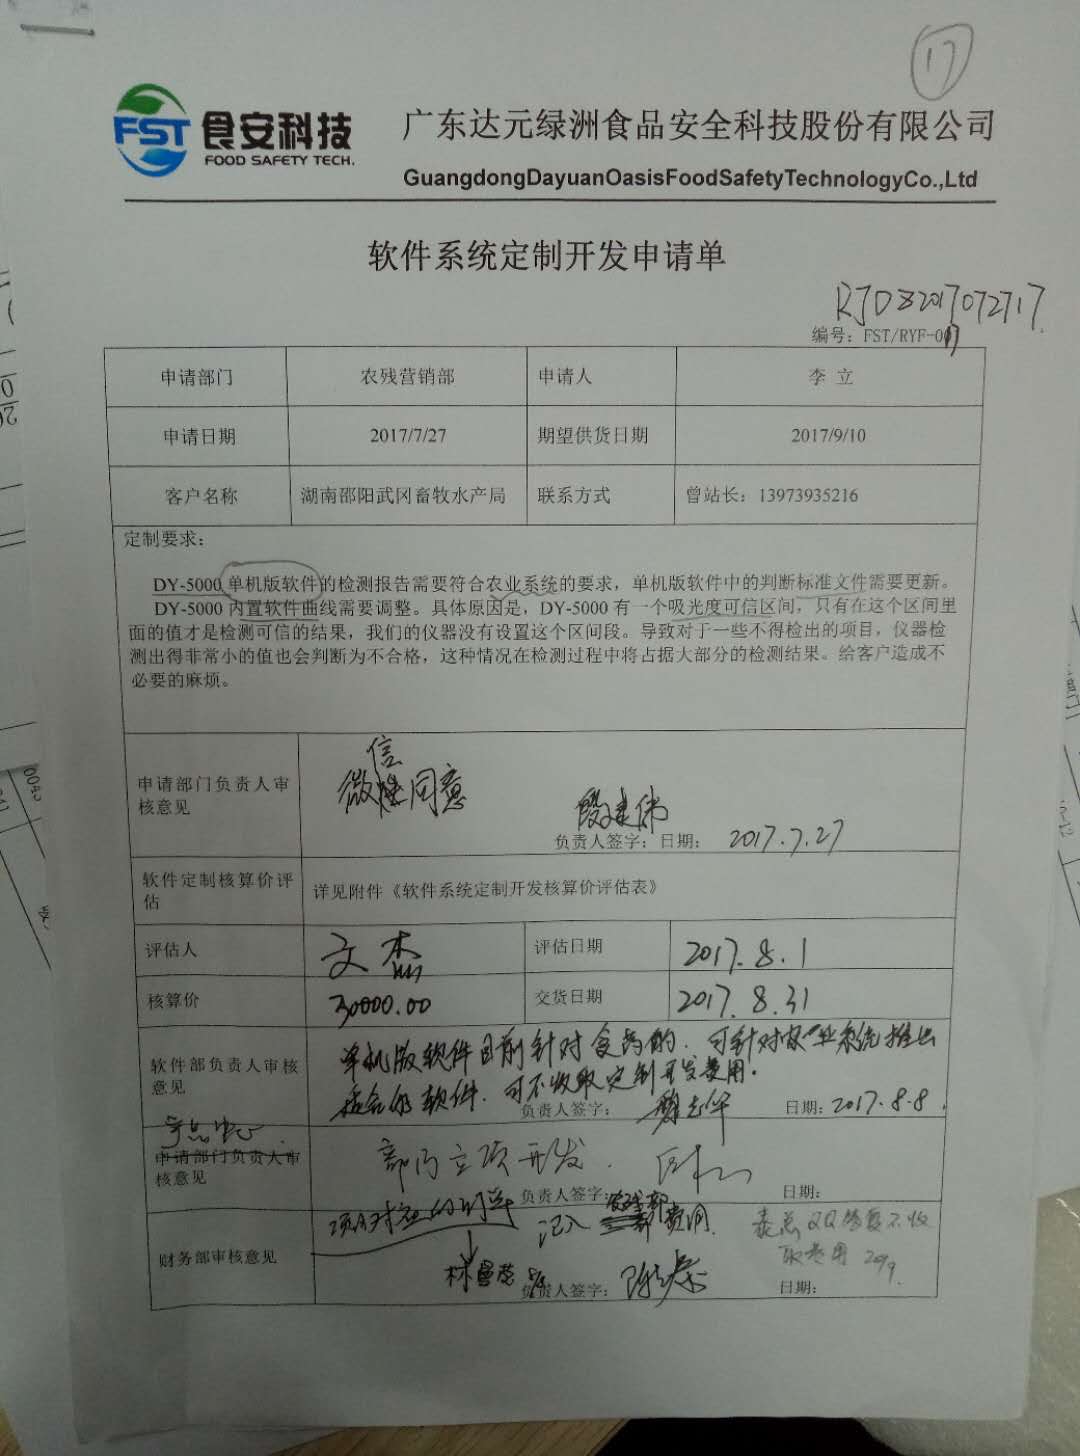 17
FST 食安科技
FOOD SAFETY TECH.
广东达元绿洲食品安全科技股份有限公司
GuangdongDayuanOasisFoodSafetyTechnologyCo.,Ltd
软件系统定制开发申请单
RJDZ2017072717
编号：FST/RYF-017
申请部门 农残营销部 申请人 李 立
申请日期 2017/7/27 期望供货日期 2017/9/10
客户名称 湖南邵阳武冈畜牧水产局 联系方式 曾站长：13973935216
定制要求：
DY-5000 单机版软件的检测报告需要符合农业系统的要求，单机版软件中的判断标准文件需要更新。
DY-5000 内置软件曲线需要调整。具体原因是，DY-5000 有一个吸光度可信区间，只有在这个区间里
面的值才是检测可信的结果，我们的仪器没有设置这个区间段。导致对于一些不得检出的项目，仪器检
测出得非常小的值也会判断为不合格，这种情况在检测过程中将占据大部分的检测结果。给客户造成不
必要的麻烦。
申请部门负责人审
核意见
微信同意
段建伟
负责人签字：日期： 2017.7.27
软件定制核算价评
估
详见附件《软件系统定制开发核算价评估表》
评估人 文杰 评估日期 2017.8.1
核算价 30000.00 交货日期 2017.8.31
软件部负责人审核
意见
单机版软件目前针对食药的．可针对农业系统推出
适合的软件．可不收取定制开发费用．
负责人签字： 日期：2017.8.8
申请部门负责人审
核意见
部门立项开发．
负责人签字： 日期：
财务部审核意见
记入 农残部 费用
QQ答复不收
取费用
负责人签字： 日期：